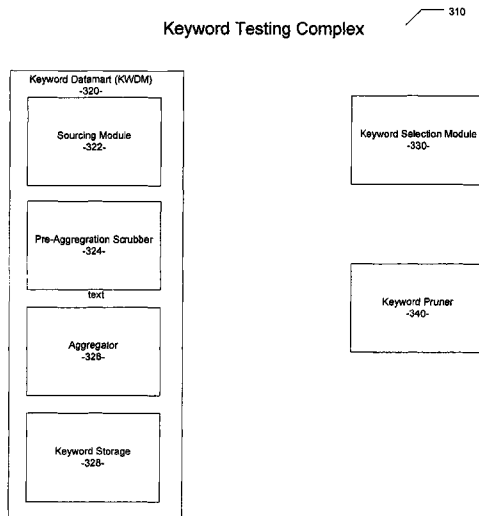 310
Keyword Testing Complex
Keyword Datamart (KWDM)
-320-
Sourcing Module
-322-
Pre-Aggregration Scrubber
-324-
text
Aggregator
-328-
Keyword Storage
-328-
Keyword Selection Module
-330-
Keyword Pruner
-340-